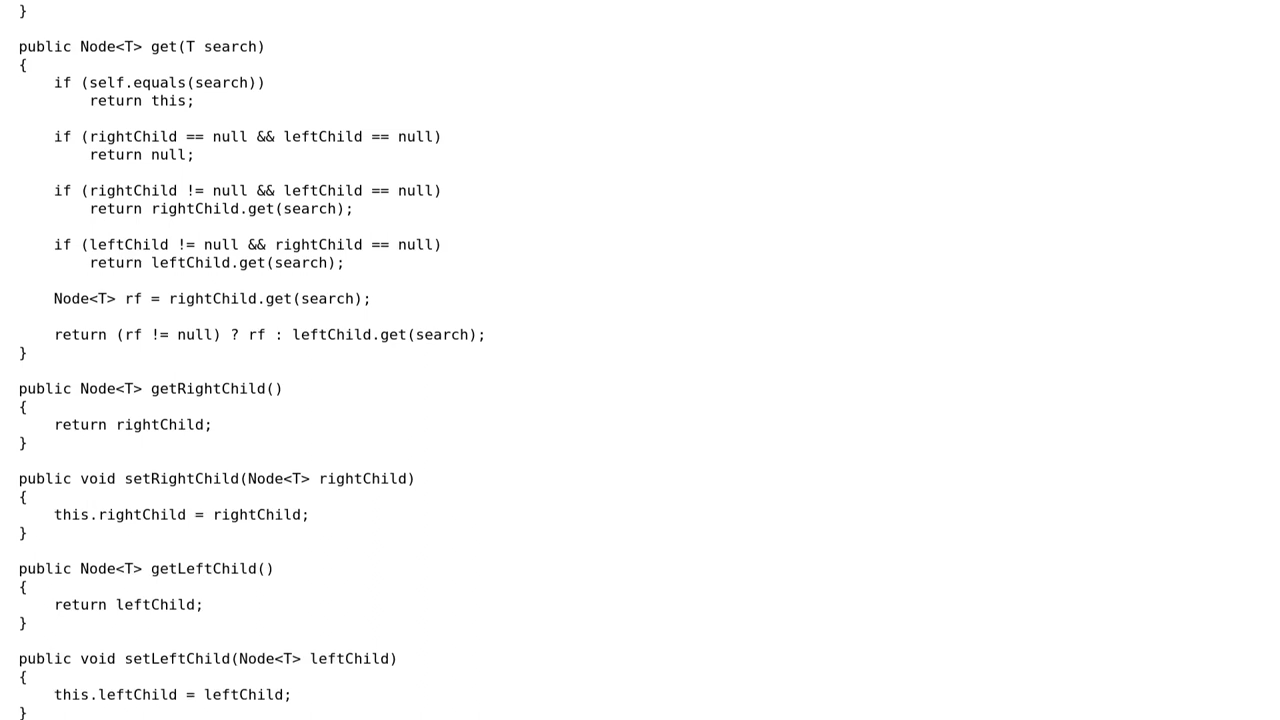 }
public Node<T> get(T search)
{
    if (self.equals(search))
        return this;
    if (rightChild == null && leftChild == null)
        return null;
    if (rightChild != null && leftChild == null)
        return rightChild.get(search);
    if (leftChild != null && rightChild == null)
        return leftChild.get(search);
    Node<T> rf = rightChild.get(search);
    return (rf != null) ? rf : leftChild.get(search);
}
public Node<T> getRightChild()
{
    return rightChild;
}
public void setRightChild(Node<T> rightChild)
{
    this.rightChild = rightChild;
}
public Node<T> getLeftChild()
{
    return leftChild;
}
public void setLeftChild(Node<T> leftChild)
{
    this.leftChild = leftChild;
}